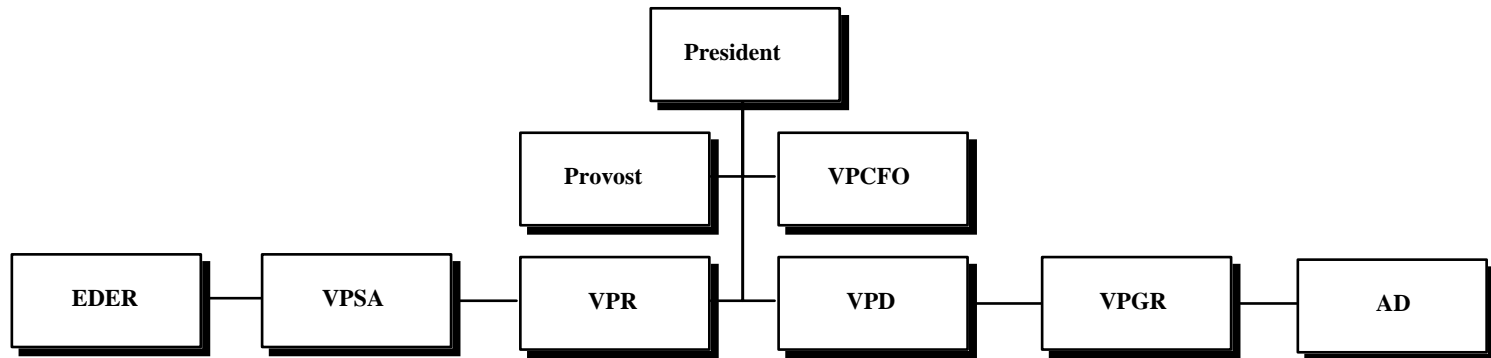 President
Provost
VPCFO
EDER
VPSA
VPR
VPD
VPGR
AD